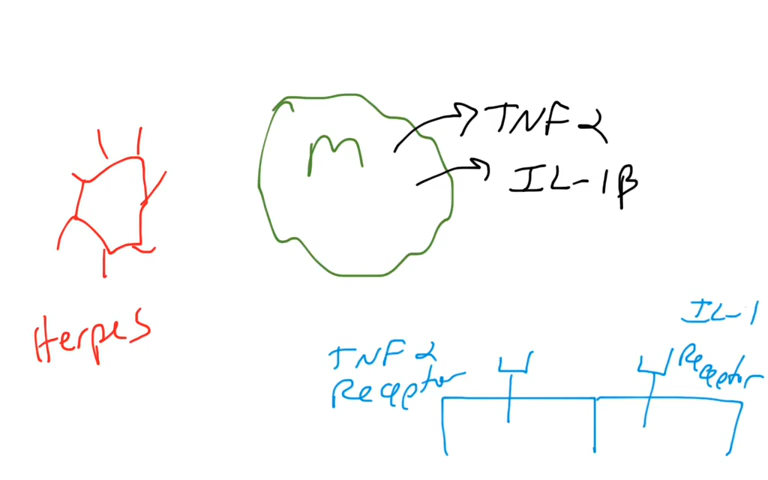 m
TNF α
IL-1β
Herpes
TNF α
Receptor
IL-1
Receptor